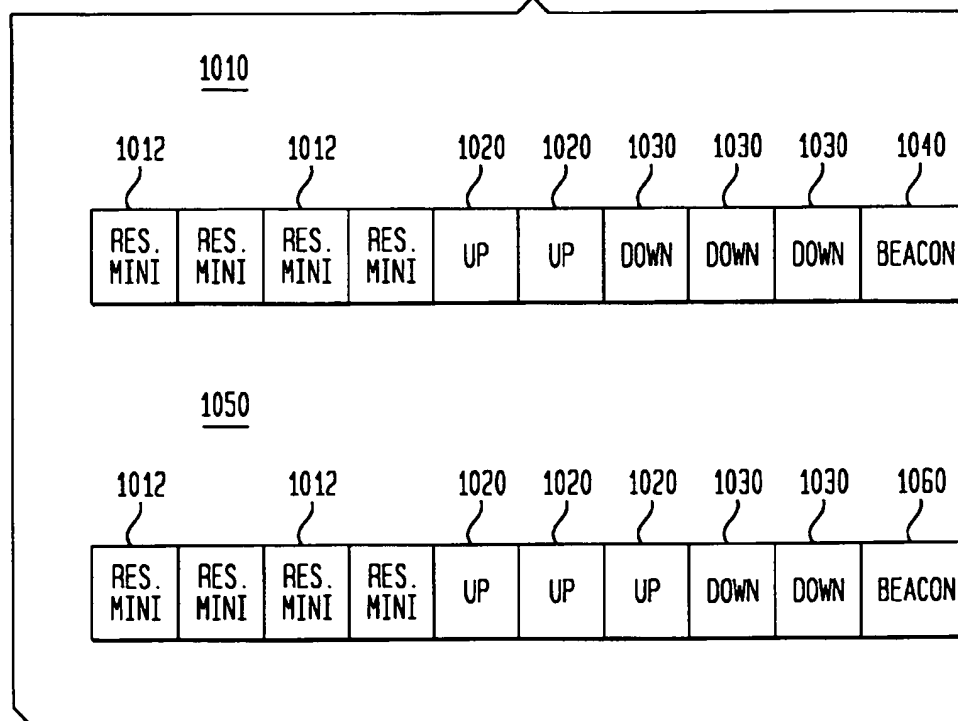 1010
1012 1012 1020 1020 1030 1030 1030 1040
RES. MINI RES. MINI RES. MINI RES. MINI UP UP DOWN DOWN DOWN BEACON
1050
1012 1012 1020 1020 1020 1030 1030 1060
RES. MINI RES. MINI RES. MINI RES. MINI UP UP UP DOWN DOWN BEACON